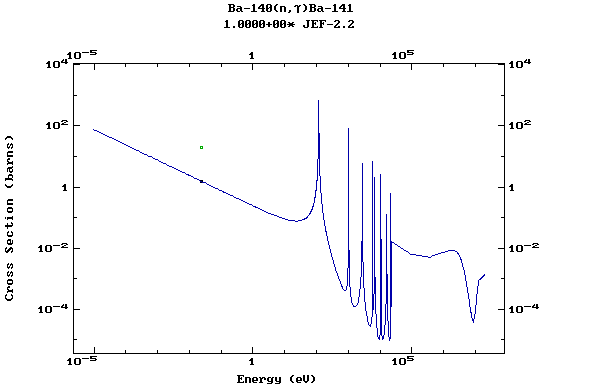 Ba-140(n,γ)Ba-141
1.0000+00* JEF-2.2
10⁻⁵ 1 10⁵
10⁴ 10⁴
10² 10²
1 1
10⁻² 10⁻²
10⁻⁴ 10⁻⁴
10⁻⁵ 1 10⁵
Cross Section (barns)
Energy (eV)